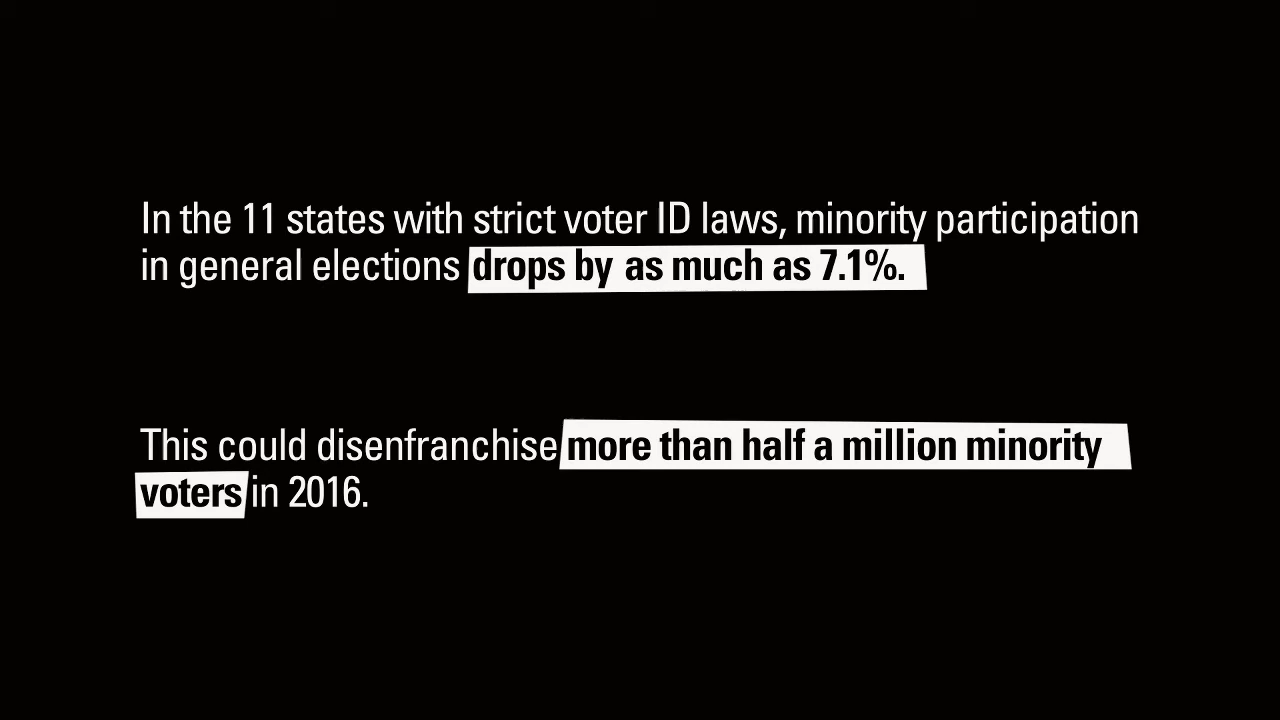 In the 11 states with strict voter ID laws, minority participation
in general elections drops by as much as 7.1%.
This could disenfranchise more than half a million minority
voters in 2016.